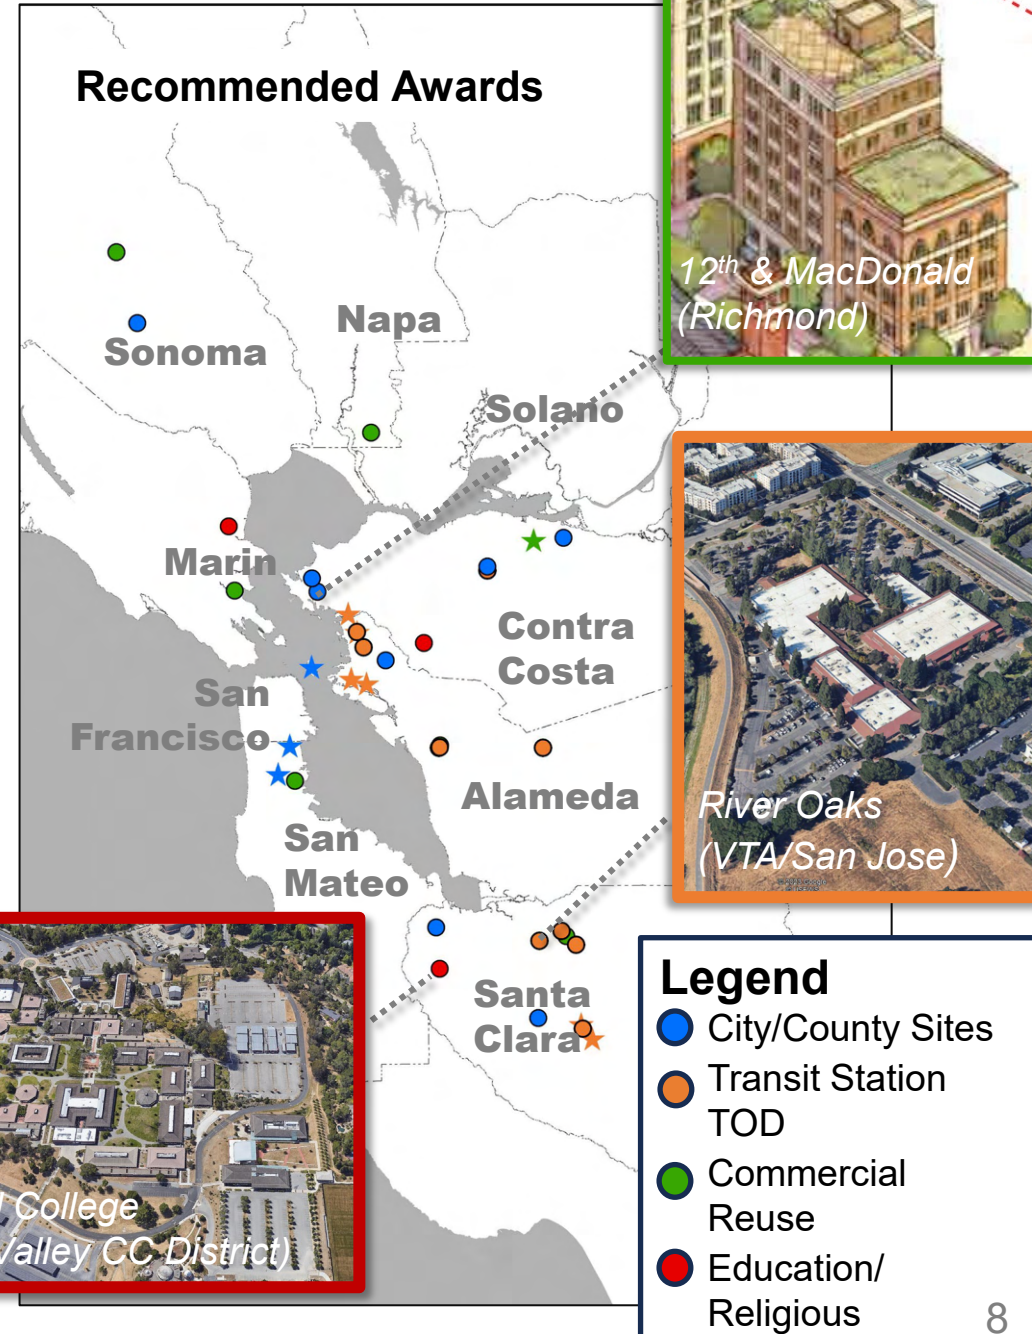 Recommended Awards
12th & MacDonald
(Richmond)
Napa
Sonoma
Solano
Marin
Contra
Costa
San
Francisco
Alameda
River Oaks
(VTA/San Jose)
San
Mateo
Santa
Clara
College
Valley CC District)
Legend
City/County Sites
Transit Station
TOD
Commercial
Reuse
Education/
Religious
8